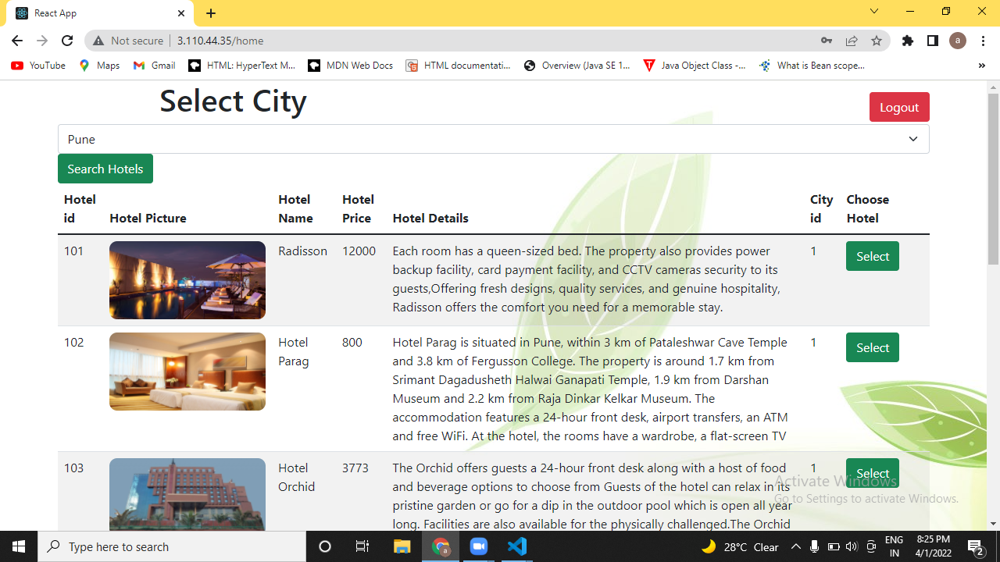 React App
Not secure | 3.110.44.35/home
a
YouTube Maps Gmail HTML: HyperText M... MDN Web Docs HTML documentati... Overview (Java SE 1... Java Object Class -... What is Bean scope... »
Select City
Logout
Pune
Search Hotels
Hotel id Hotel Picture Hotel Name Hotel Price Hotel Details City id Choose Hotel
101 Radisson 12000 Each room has a queen-sized bed. The property also provides power 1 Select
backup facility, card payment facility, and CCTV cameras security to its
guests,Offering fresh designs, quality services, and genuine hospitality,
Radisson offers the comfort you need for a memorable stay.
102 Hotel Parag 800 Hotel Parag is situated in Pune, within 3 km of Pataleshwar Cave Temple 1 Select
and 3.8 km of Fergusson College. The property is around 1.7 km from
Srimant Dagadusheth Halwai Ganapati Temple, 1.9 km from Darshan
Museum and 2.2 km from Raja Dinkar Kelkar Museum. The
accommodation features a 24-hour front desk, airport transfers, an ATM
and free WiFi. At the hotel, the rooms have a wardrobe, a flat-screen TV
103 Hotel Orchid 3773 The Orchid offers guests a 24-hour front desk along with a host of food 1 Select
and beverage options to choose from Guests of the hotel can relax in its
pristine garden or go for a dip in the outdoor pool which is open all year
long. Facilities are also available for the physically challenged.The Orchid
Activate Windows
Go to Settings to activate Windows.
Type here to search
a
28°C Clear
ENG
IN
8:25 PM
4/1/2022
2